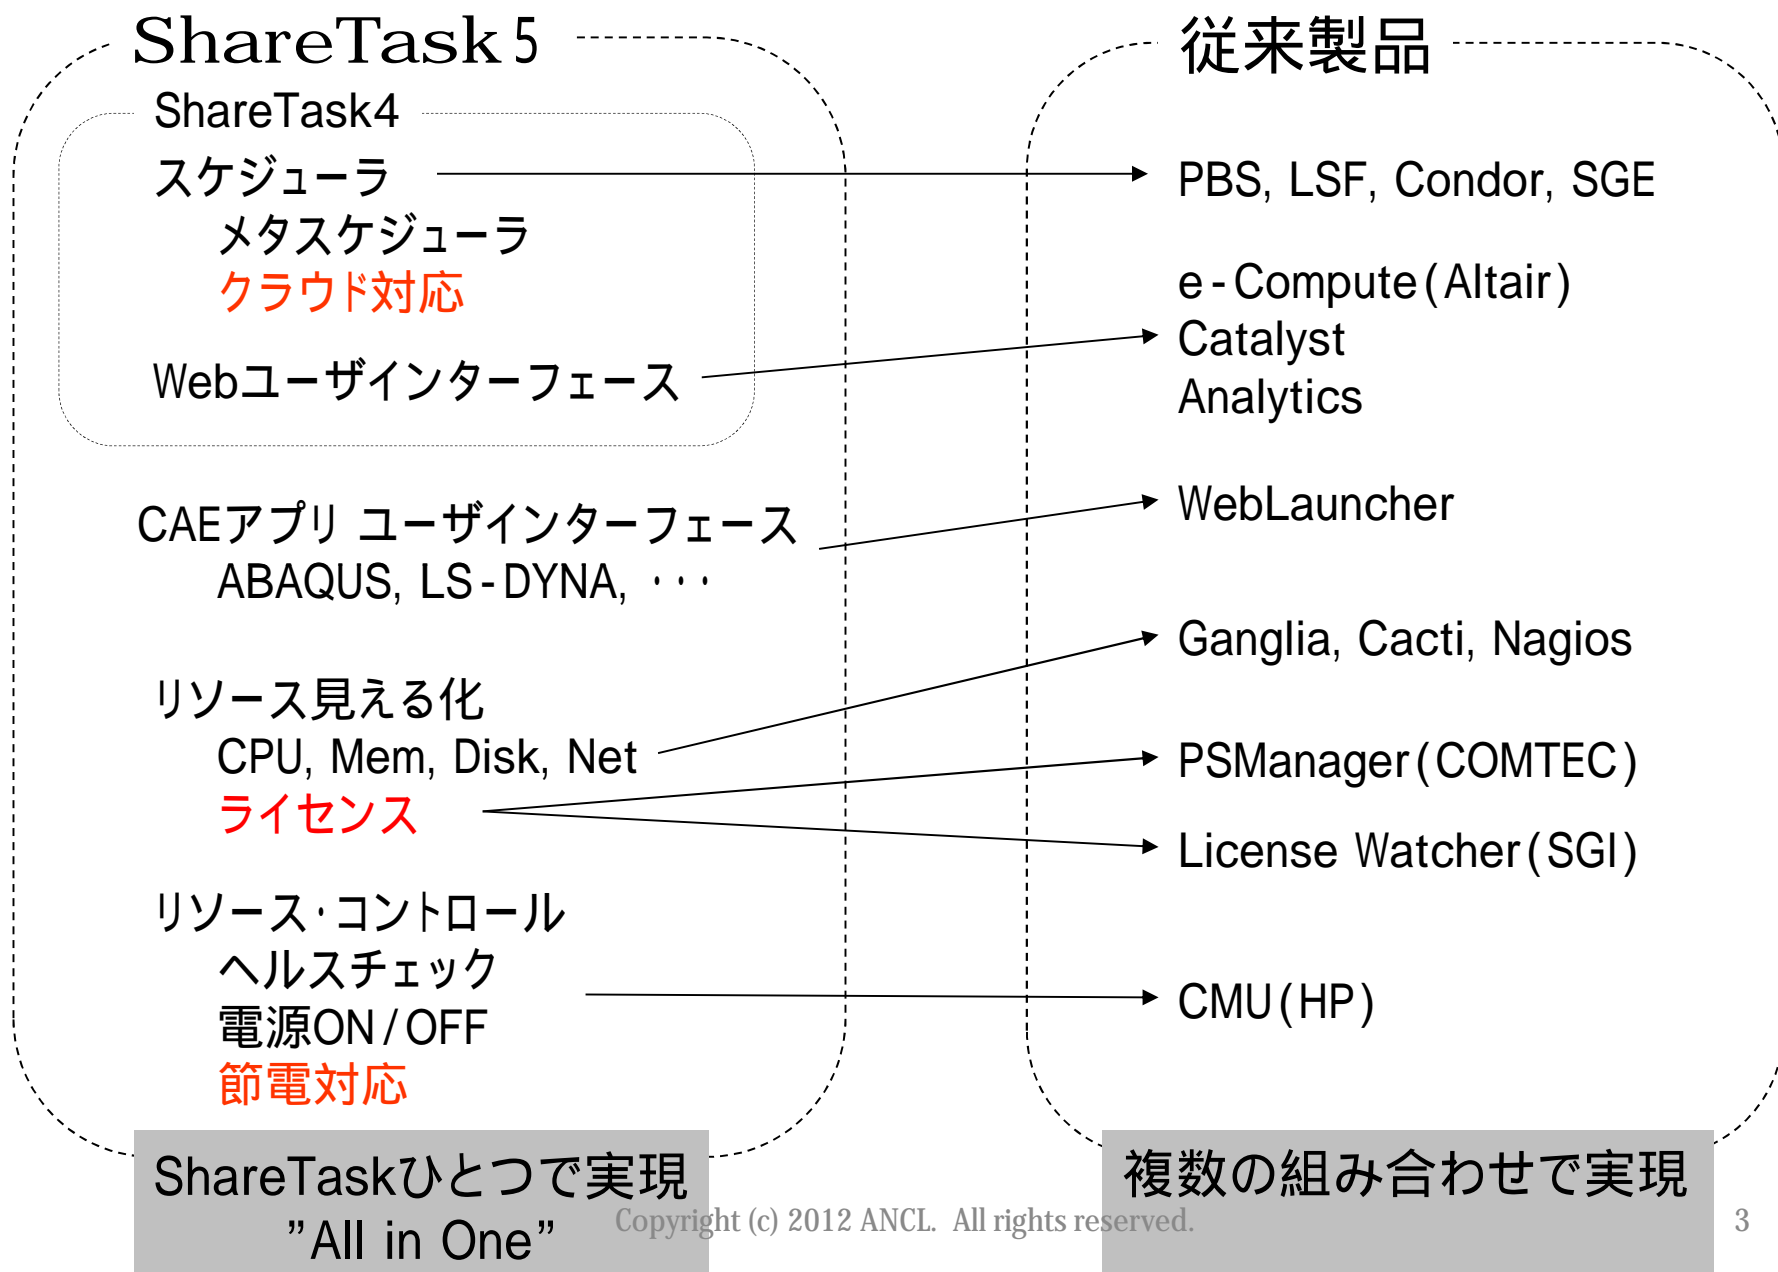 ShareTask5
ShareTask4
スケジューラ
メタスケジューラ
クラウド対応
Webユーザインターフェース
CAEアプリ ユーザインターフェース
ABAQUS, LS-DYNA, ・・・
リソース見える化
CPU, Mem, Disk, Net
ライセンス
リソース・コントロール
ヘルスチェック
電源ON/OFF
節電対応
ShareTaskひとつで実現
”All in One”
従来製品
PBS, LSF, Condor, SGE
e-Compute(Altair)
Catalyst
Analytics
WebLauncher
Ganglia, Cacti, Nagios
PSManager(COMTEC)
License Watcher(SGI)
CMU(HP)
複数の組み合わせで実現
Copyright (c) 2012 ANCL. All rights reserved.
3